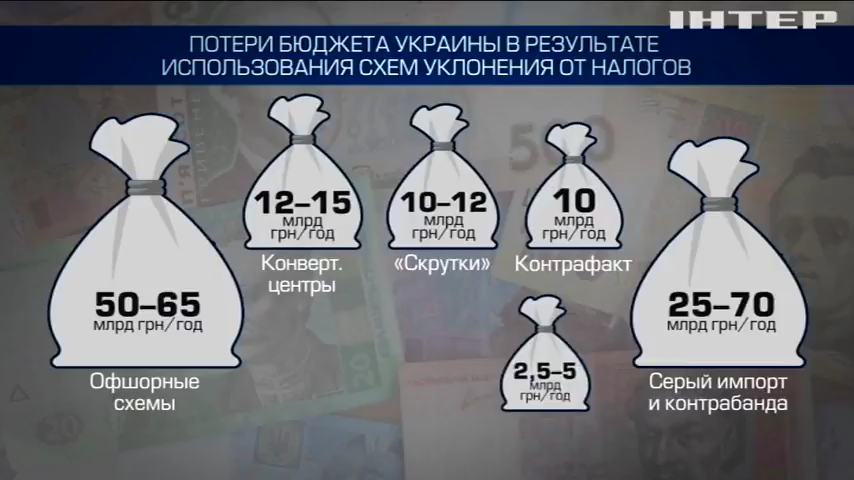 ІНТЕР
ПОТЕРИ БЮДЖЕТА УКРАИНЫ В РЕЗУЛЬТАТЕ
ИСПОЛЬЗОВАНИЯ СХЕМ УКЛОНЕНИЯ ОТ НАЛОГОВ
50–65
млрд грн/год
Офшорные
схемы
12–15
млрд
грн/год
Конверт.
центры
10–12
млрд
грн/год
«Скрутки»
10
млрд
грн/год
Контрафакт
2,5–5
млрд
грн/год
25–70
млрд грн/год
Серый импорт
и контрабанда
500
20